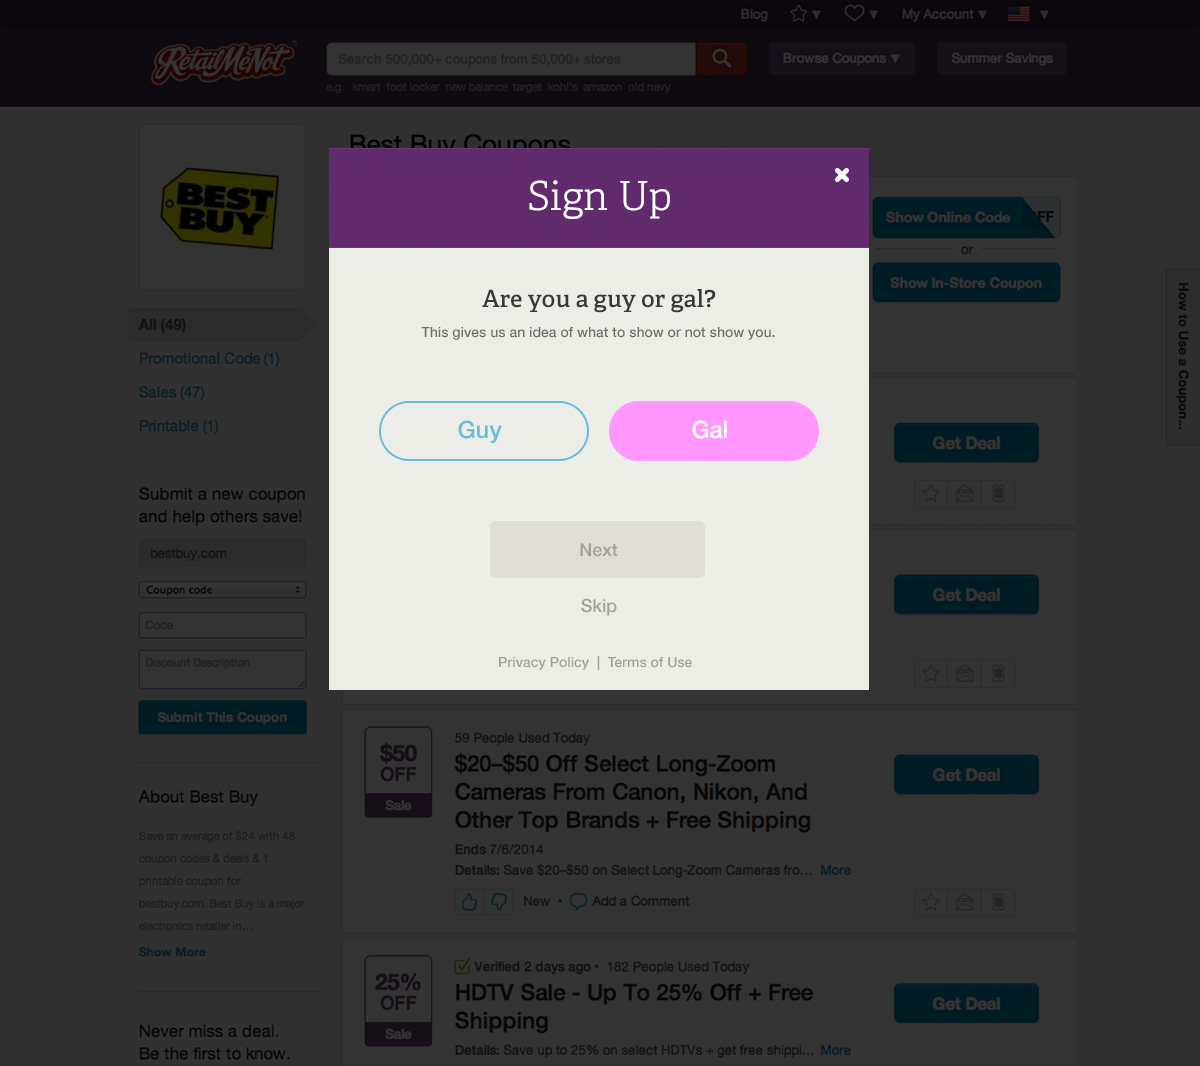 Blog
My Account
RetailMeNot
Search 500,000+ coupons from 50,000+ stores
Browse Coupons
Summer Savings
e.g. kmart foot locker new balance target kohl's amazon old navy
BEST
BUY
Best Buy Coupons
All (49)
Promotional Code (1)
Sales (47)
Printable (1)
Submit a new coupon
and help others save!
bestbuy.com
Coupon code
Code
Discount Description
Submit This Coupon
About Best Buy
Save an average of $24 with 48
coupon codes & deals & 1
printable coupon for
bestbuy.com. Best Buy is a major
electronics retailer in...
Show More
Never miss a deal.
Be the first to know.
Sign Up
Are you a guy or gal?
This gives us an idea of what to show or not show you.
Guy
Gal
Next
Skip
Privacy Policy | Terms of Use
Show Online Code
FF
or
Show In-Store Coupon
Get Deal
Get Deal
$50
OFF
Sale
59 People Used Today
$20–$50 Off Select Long-Zoom
Cameras From Canon, Nikon, And
Other Top Brands + Free Shipping
Ends 7/6/2014
Details: Save $20–$50 on Select Long-Zoom Cameras fro... More
New • Add a Comment
Get Deal
25%
OFF
Sale
Verified 2 days ago • 182 People Used Today
HDTV Sale - Up To 25% Off + Free
Shipping
Details: Save up to 25% on select HDTVs + get free shippi... More
Get Deal
How to Use a Coupon...